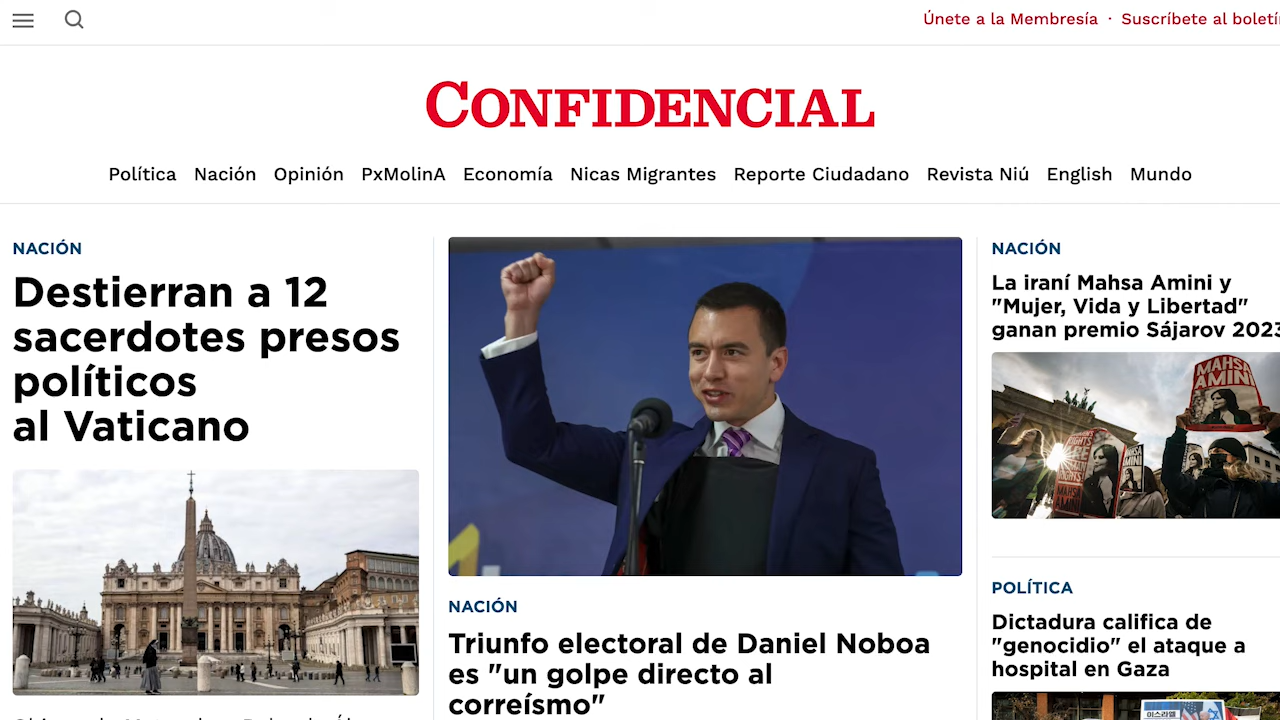 Únete a la Membresía · Suscríbete al
CONFIDENCIAL
Política Nación Opinión PxMolinA Economía Nicas Migrantes Reporte Ciudadano Revista Niú English Mundo
NACIÓN
Destierran a 12
sacerdotes presos
políticos
al Vaticano
NACIÓN
Triunfo electoral de Daniel Noboa
es "un golpe directo al
correísmo"
NACIÓN
La iraní Mahsa Amini y
"Mujer, Vida y Libertad"
ganan premio Sájarov 2023
MAHSA
AMINI
MAHSA
AMINI
POLÍTICA
Dictadura califica de
"genocidio" el ataque a
hospital en Gaza